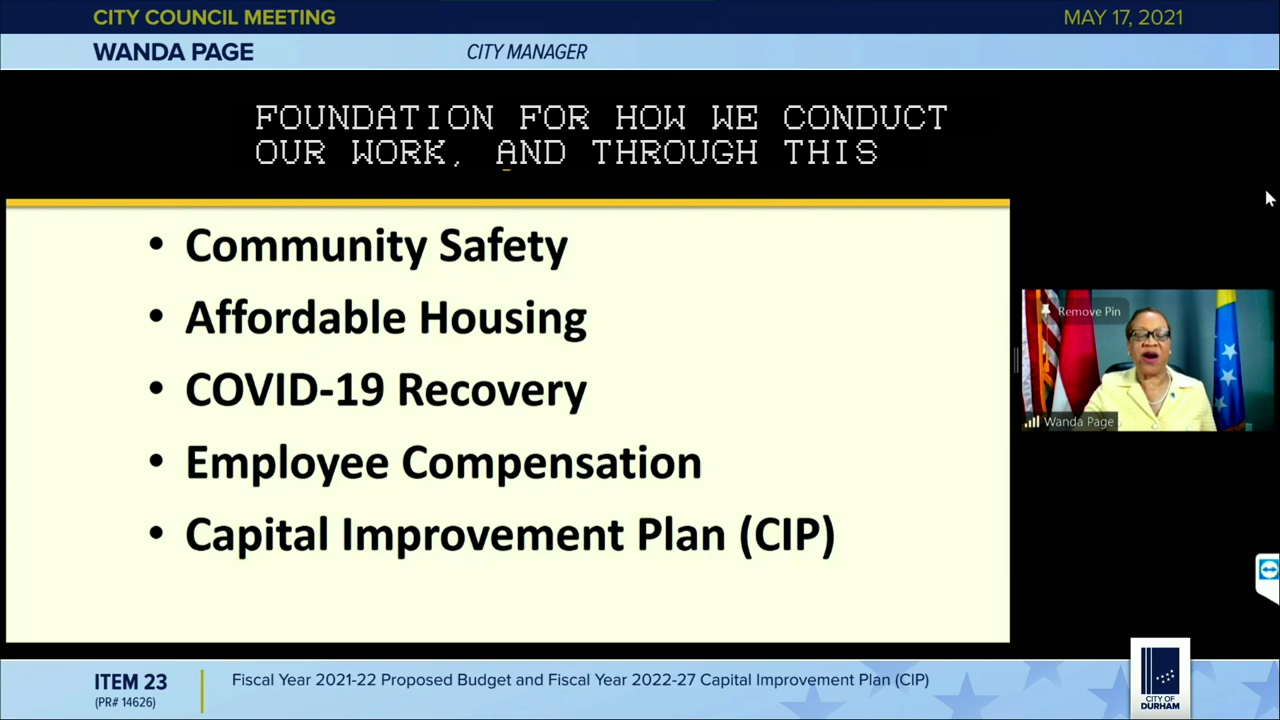 CITY COUNCIL MEETING
MAY 17, 2021
WANDA PAGE
CITY MANAGER
FOUNDATION FOR HOW WE CONDUCT
OUR WORK, AND THROUGH THIS
• Community Safety
• Affordable Housing
• COVID-19 Recovery
• Employee Compensation
• Capital Improvement Plan (CIP)
Remove Pin
Wanda Page
ITEM 23
(PR# 14626)
Fiscal Year 2021-22 Proposed Budget and Fiscal Year 2022-27 Capital Improvement Plan (CIP)
CITY OF
DURHAM